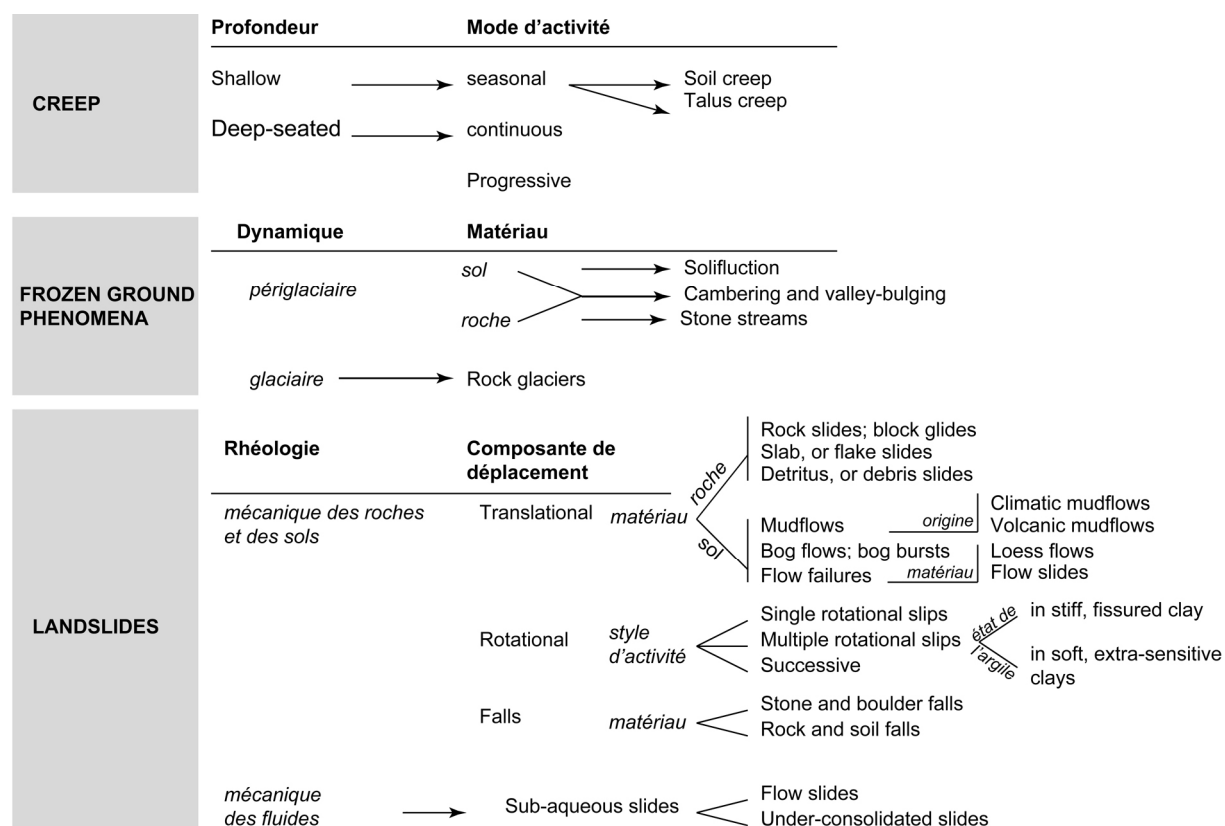 Profondeur Mode d’activité
CREEP
Shallow seasonal Soil creep
Talus creep
Deep-seated continuous
Progressive
Dynamique Matériau
FROZEN GROUND
PHENOMENA
périglaciaire
sol Solifluction
Cambering and valley-bulging
roche Stone streams
glaciaire Rock glaciers
LANDSLIDES
Rhéologie Composante de
déplacement
mécanique des roches
et des sols
Translational matériau
roche
Rock slides; block glides
Slab, or flake slides
Detritus, or debris slides
sol
Mudflows origine Climatic mudflows
Volcanic mudflows
Bog flows; bog bursts
Flow failures matériau Loess flows
Flow slides
Rotational style
d’activité
Single rotational slips
Multiple rotational slips
Successive
état de
l’argile
in stiff, fissured clay
in soft, extra-sensitive
clays
Falls matériau Stone and boulder falls
Rock and soil falls
mécanique
des fluides
Sub-aqueous slides Flow slides
Under-consolidated slides